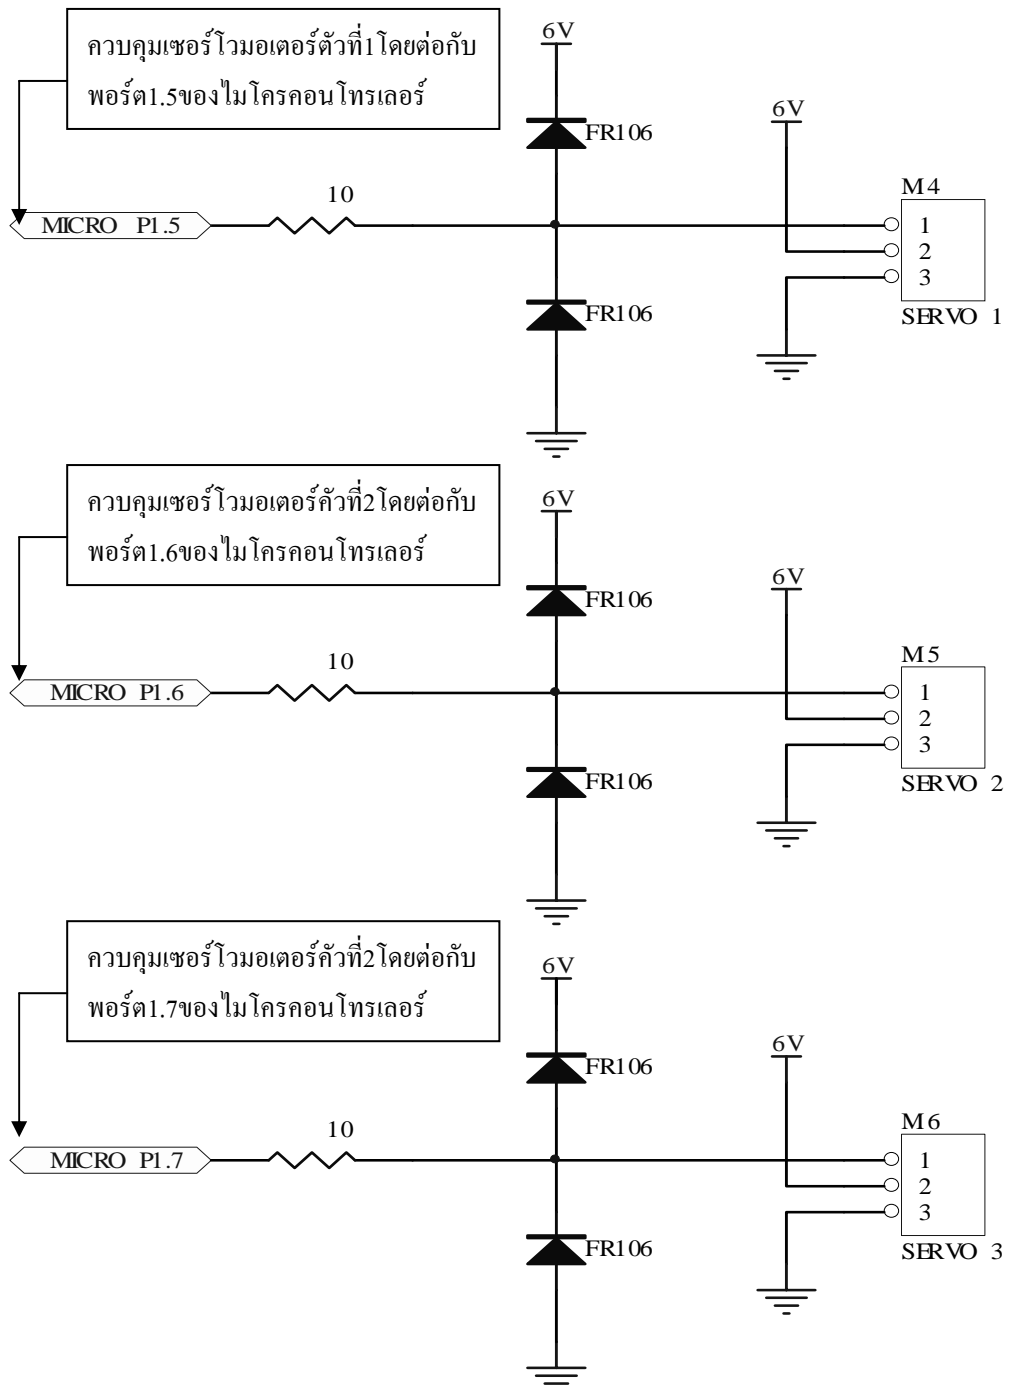 ควบคุมเซอร์โวมอเตอร์ตัวที่1โดยต่อกับ
พอร์ต1.5ของไมโครคอนโทรเลอร์
6V
FR106
6V
10
M4
MICRO P1.5
1
2
3
FR106
SERVO 1
ควบคุมเซอร์โวมอเตอร์คัวที่2โดยต่อกับ
พอร์ต1.6ของไมโครคอนโทรเลอร์
6V
FR106
6V
10
M5
MICRO P1.6
1
2
3
FR106
SERVO 2
ควบคุมเซอร์โวมอเตอร์คัวที่2โดยต่อกับ
พอร์ต1.7ของไมโครคอนโทรเลอร์
6V
FR106
6V
10
M6
MICRO P1.7
1
2
3
FR106
SERVO 3